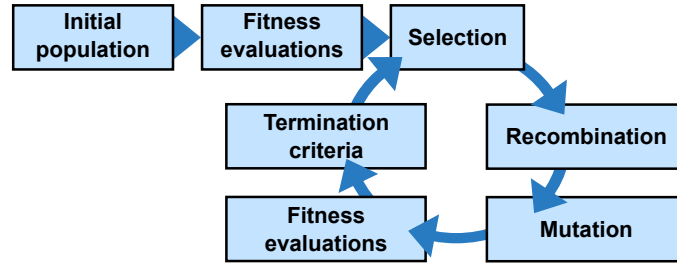 Initial
population
Fitness
evaluations
Selection
Recombination
Mutation
Fitness
evaluations
Termination
criteria